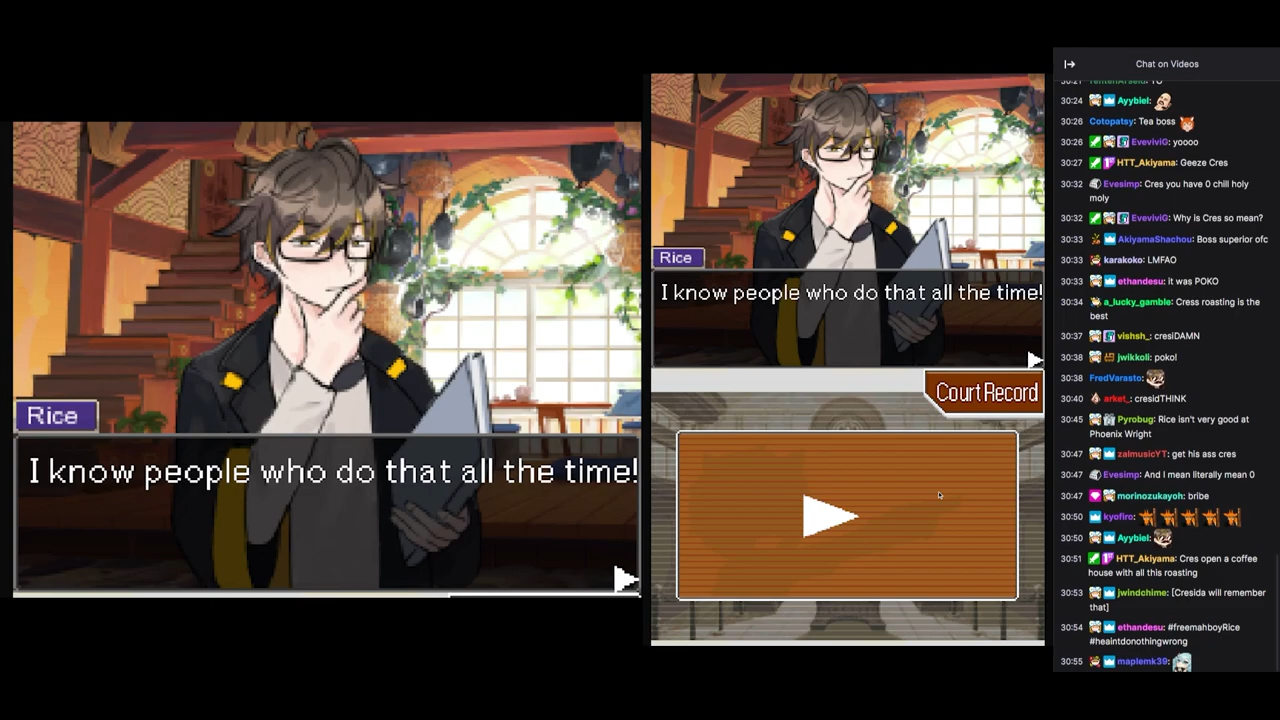 Rice
I know people who do that all the time!
Rice
I know people who do that all the time!
Court Record
Chat on Videos
30:24 Ayybiel:
30:26 Cotopatsy: Tea boss
30:26 EveviviG: yoooo
30:27 HTT_Akiyama: Geeze Cres
30:32 Evesimp: Cres you have 0 chill holy
moly
30:32 EveviviG: Why is Cres so mean?
30:33 AkiyamaShachou: Boss superior ofc
30:33 karakoko: LMFAO
30:33 ethandesu: it was POKO
30:34 a_lucky_gamble: Cress roasting is the
best
30:37 vishsh_: cresiDAMN
30:38 jwikkoli: poko!
30:38 FredVarasto:
30:40 arket_: cresidTHINK
30:45 Pyrobug: Rice isn't very good at
Phoenix Wright
30:47 zalmusicYT: get his ass cres
30:47 Evesimp: And I mean literally mean 0
30:47 morinozukayoh: bribe
30:50 kyofiro:
30:50 Ayybiel:
30:51 HTT_Akiyama: Cres open a coffee
house with all this roasting
30:53 jwindchime: [Cresida will remember
that]
30:54 ethandesu: #freemahboyRice
#heaintdonothingwrong
30:55 maplemk39: